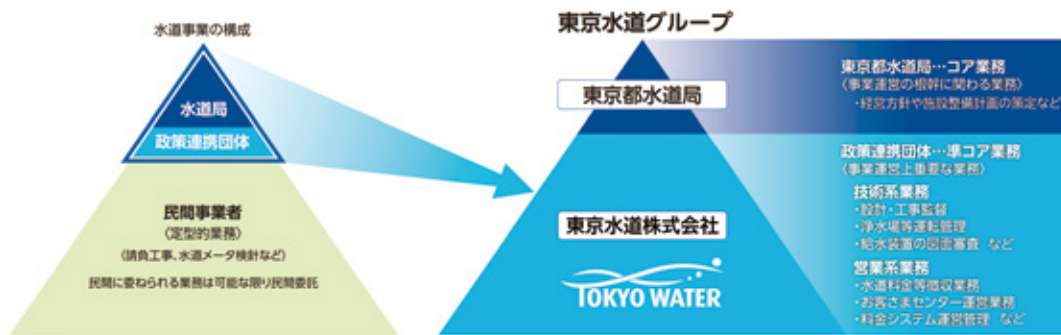 水道事業の構成
水道局
政策連携団体
民間事業者
〈定型的業務〉
(請負工事、水道メータ検針など)
民間に委ねられる業務は可能な限り民間委託
東京水道グループ
東京都水道局
東京水道株式会社
TOKYO WATER
東京都水道局…コア業務
〈事業運営の根幹に関わる業務〉
・経営方針や施設整備計画の策定など
政策連携団体…準コア業務
〈事業運営上重要な業務〉
技術系業務
・設計・工事監督
・浄水場等運転管理
・給水装置の図面審査 など
営業系業務
・水道料金等徴収業務
・お客さまセンター運営業務
・料金システム運営管理 など